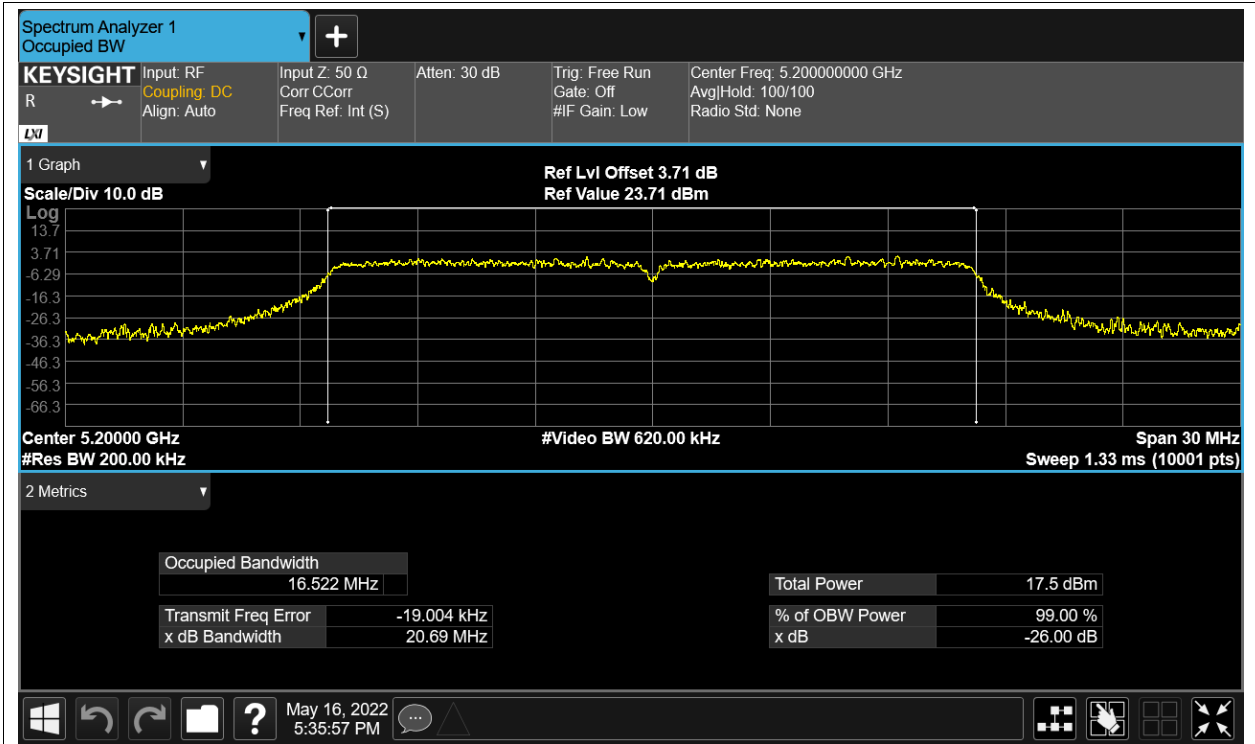 Spectrum Analyzer 1
Occupied BW
KEYSIGHT
R
LXI
Input: RF
Coupling: DC
Align: Auto
Input Z: 50 Ω
Corr CCorr
Freq Ref: Int (S)
Atten: 30 dB
Trig: Free Run
Gate: Off
#IF Gain: Low
Center Freq: 5.200000000 GHz
Avg|Hold: 100/100
Radio Std: None
1 Graph
Scale/Div 10.0 dB
Ref Lvl Offset 3.71 dB
Ref Value 23.71 dBm
Log
13.7
3.71
-6.29
-16.3
-26.3
-36.3
-46.3
-56.3
-66.3
Center 5.20000 GHz
#Video BW 620.00 kHz
Span 30 MHz
#Res BW 200.00 kHz
Sweep 1.33 ms (10001 pts)
2 Metrics
Occupied Bandwidth
16.522 MHz
Total Power 17.5 dBm
Transmit Freq Error -19.004 kHz
% of OBW Power 99.00 %
x dB Bandwidth 20.69 MHz
x dB -26.00 dB
?
May 16, 2022
5:35:57 PM